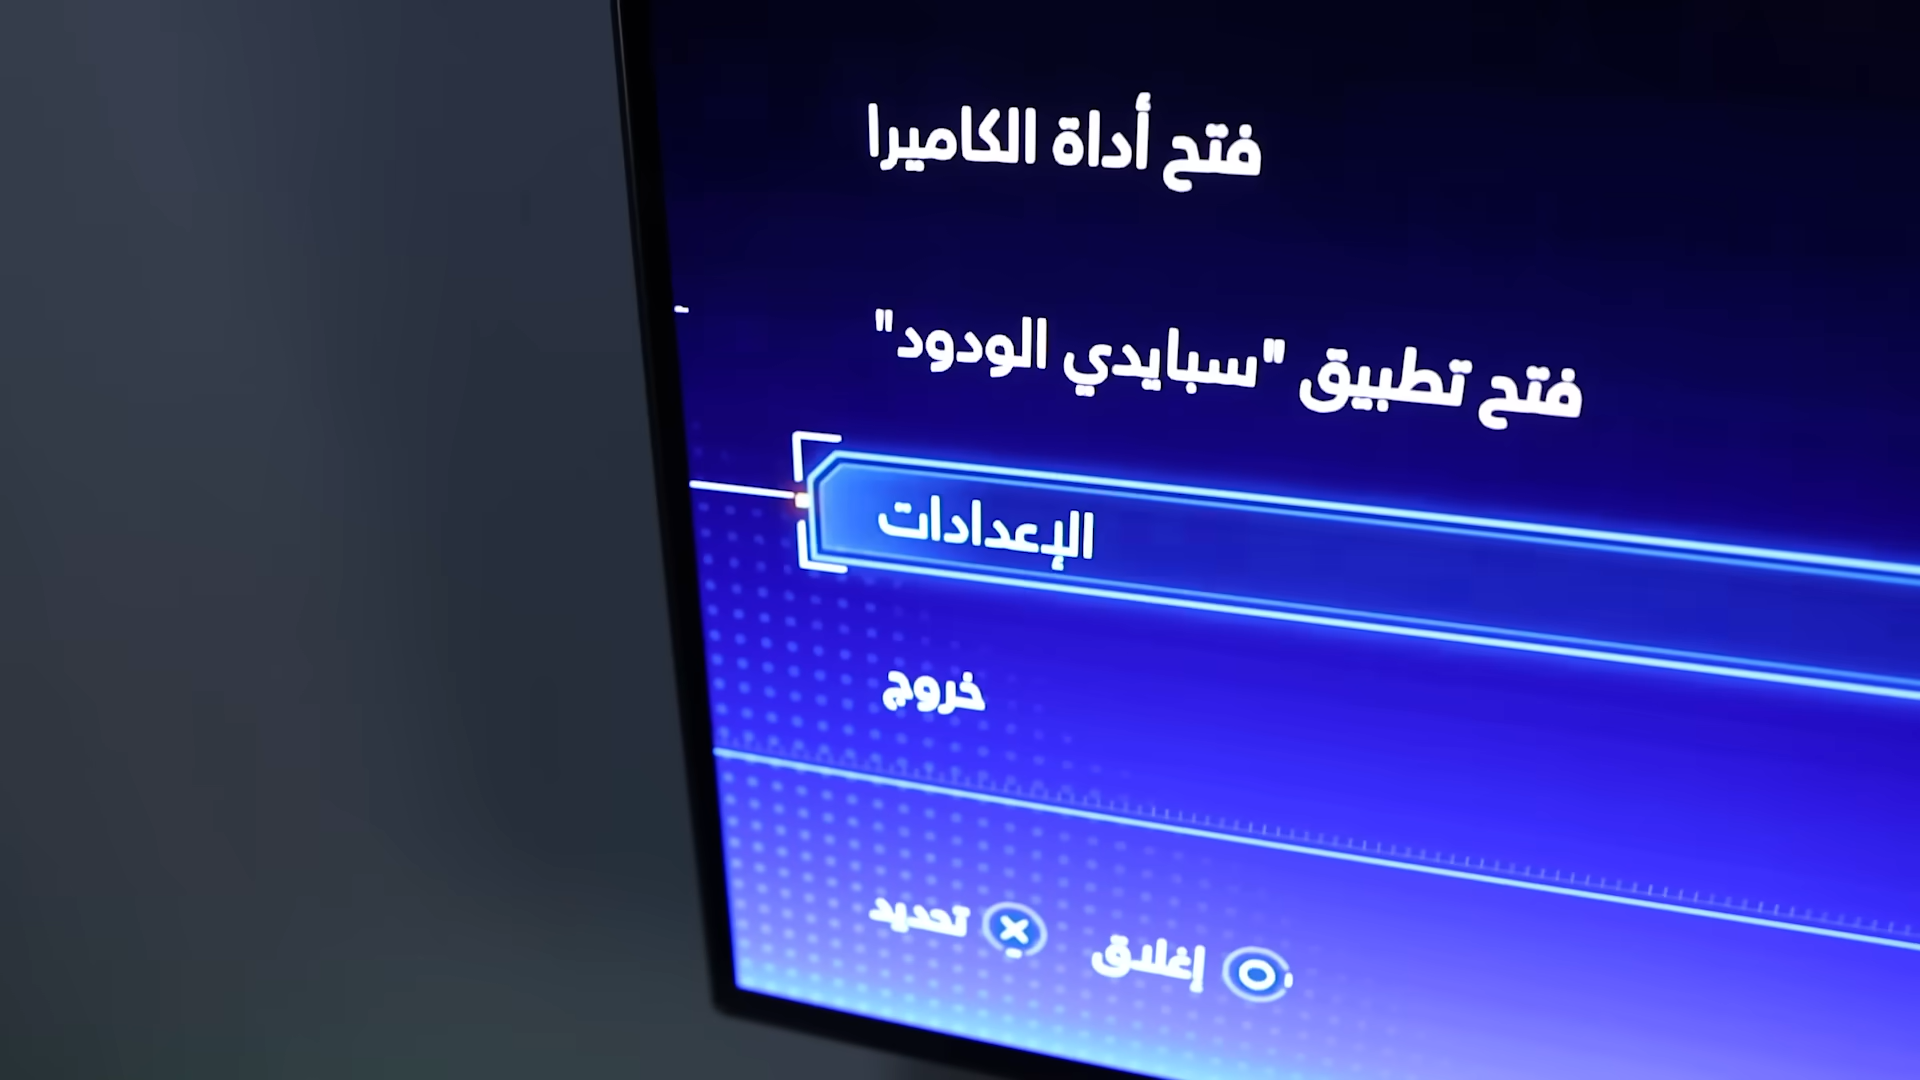 فتح أداة الكاميرا
فتح تطبيق "سبايدي الودود"
الإعدادات
خروج
إغلاق
تحديد